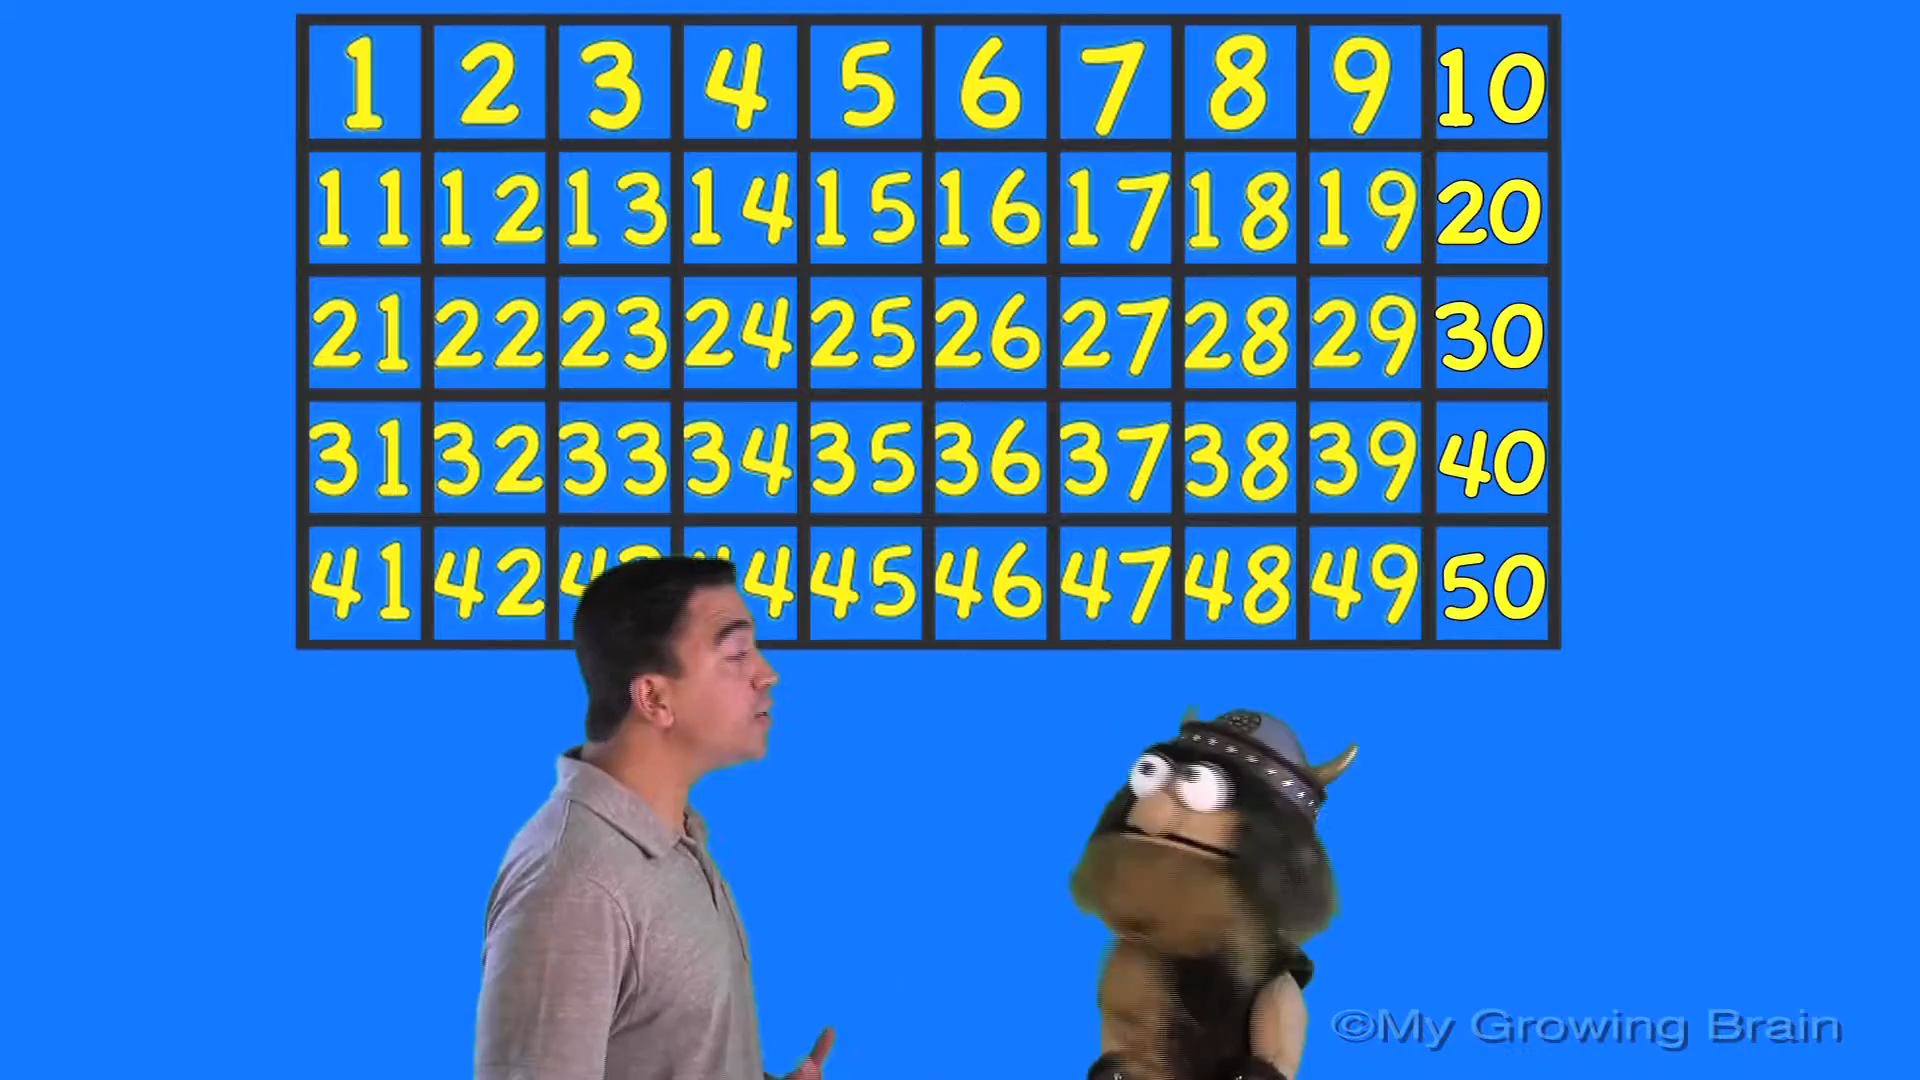 1 2 3 4 5 6 7 8 9 10
11 12 13 14 15 16 17 18 19 20
21 22 23 24 25 26 27 28 29 30
31 32 33 34 35 36 37 38 39 40
41 42 45 46 47 48 49 50
©My Growing Brain